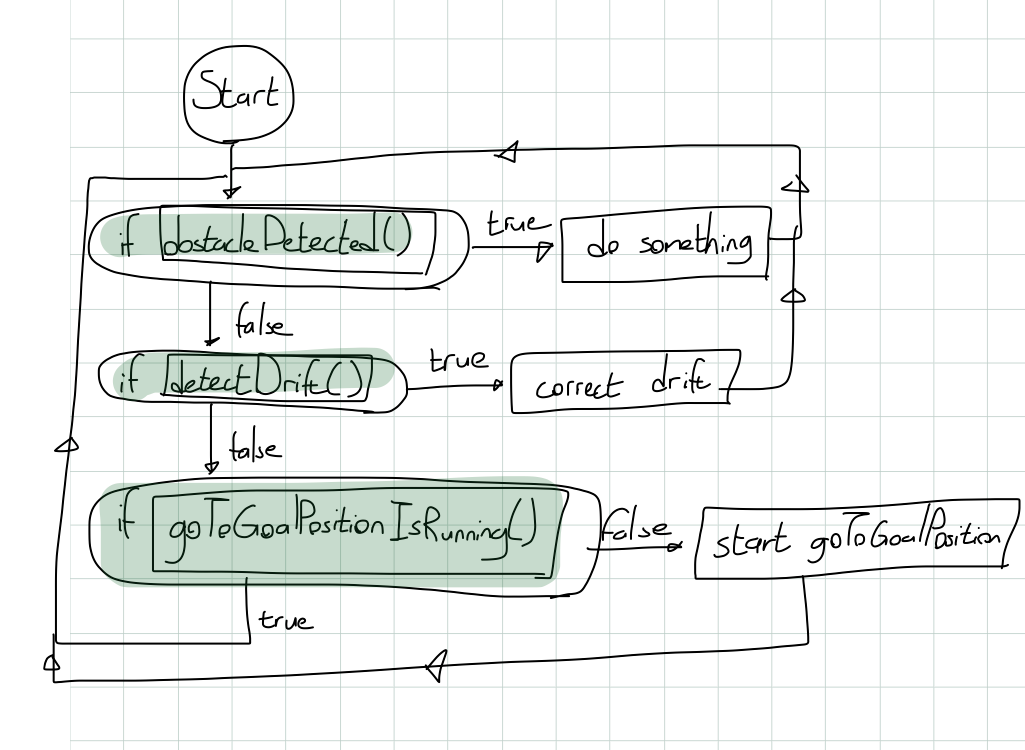 Start
if obstacleDetected()
true
do something
false
if detectDrift()
true
correct drift
false
if goToGoalPositionIsRunning()
false
start goToGoalPosition
true